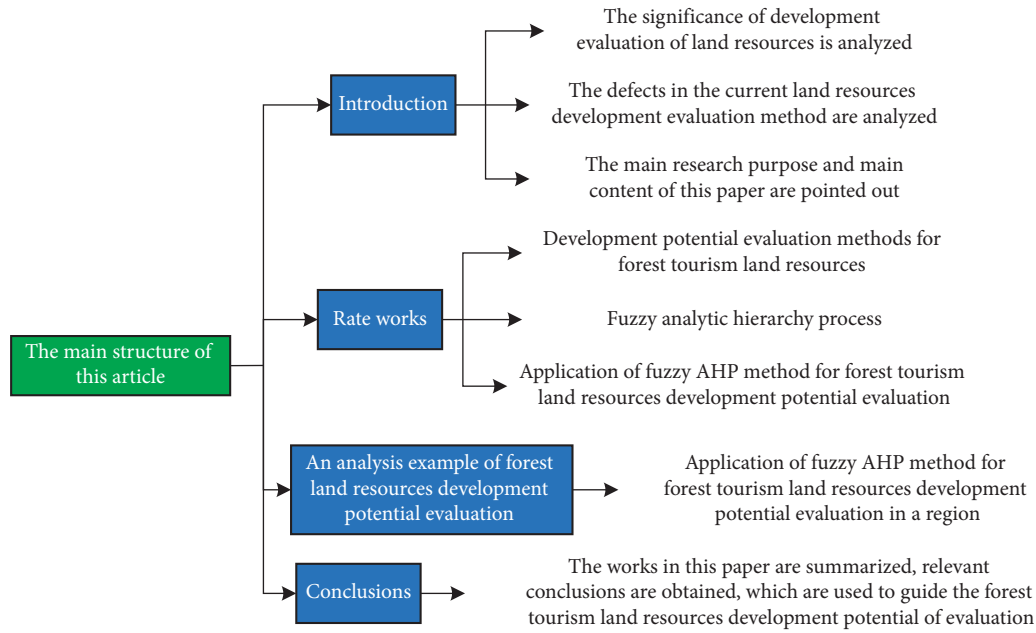 The main structure of
this article
Introduction
The significance of development
evaluation of land resources is analyzed
The defects in the current land resources
development evaluation method are analyzed
The main research purpose and main
content of this paper are pointed out
Rate works
Development potential evaluation methods for
forest tourism land resources
Fuzzy analytic hierarchy process
Application of fuzzy AHP method for forest tourism
land resources development potential evaluation
An analysis example of forest
land resources development
potential evaluation
Application of fuzzy AHP method for
forest tourism land resources development
potential evaluation in a region
Conclusions
The works in this paper are summarized, relevant
conclusions are obtained, which are used to guide the forest
tourism land resources development potential of evaluation